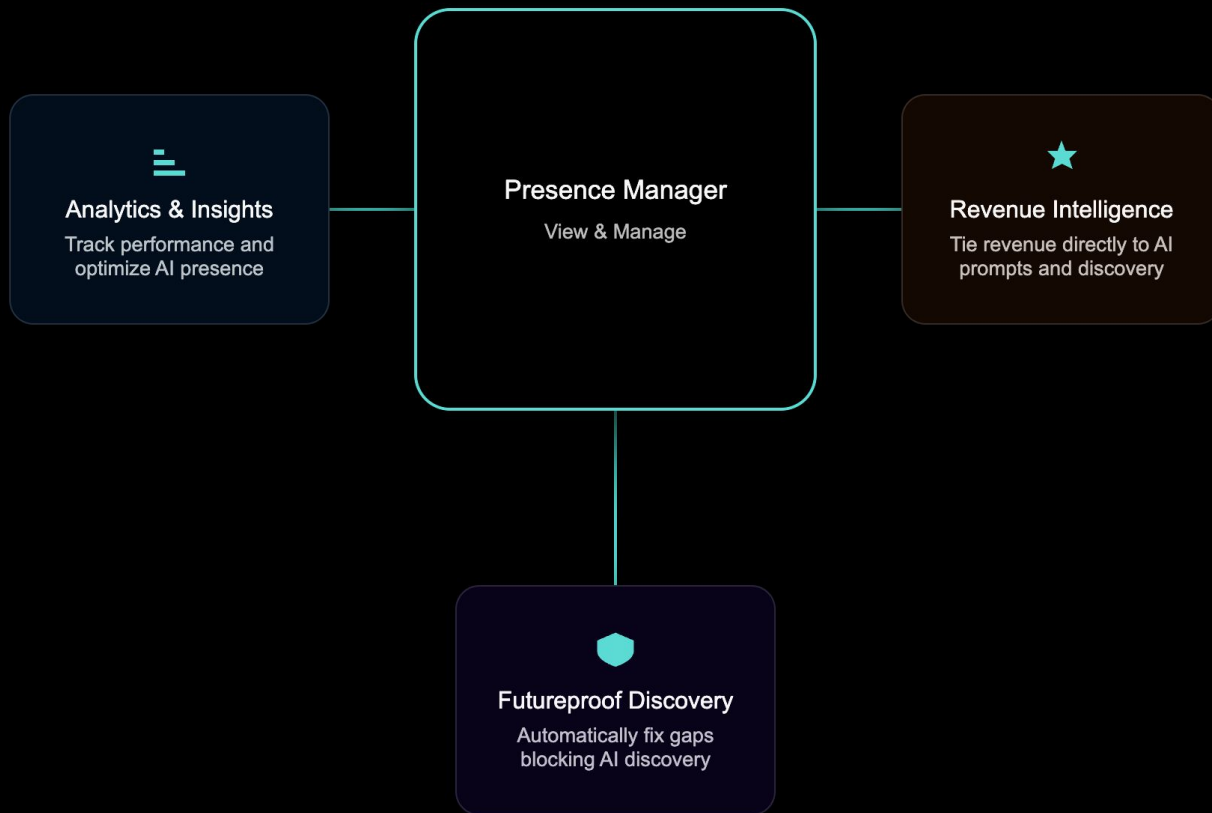 Presence Manager
View & Manage
Analytics & Insights
Track performance and
optimize AI presence
Revenue Intelligence
Tie revenue directly to AI
prompts and discovery
Futureproof Discovery
Automatically fix gaps
blocking AI discovery